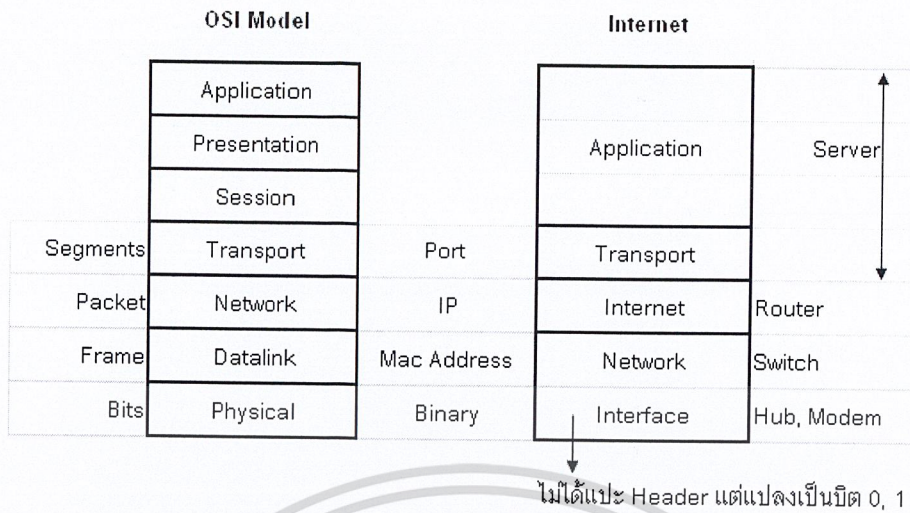 OSI Model
Internet
Application
Presentation
Application
Server
Session
Segments
Transport
Port
Transport
Packet
Network
IP
Internet
Router
Frame
Datalink
Mac Address
Network
Switch
Bits
Physical
Binary
Interface
Hub, Modem
ไม่ได้แปะ Header แต่แปลงเป็นบิต 0, 1